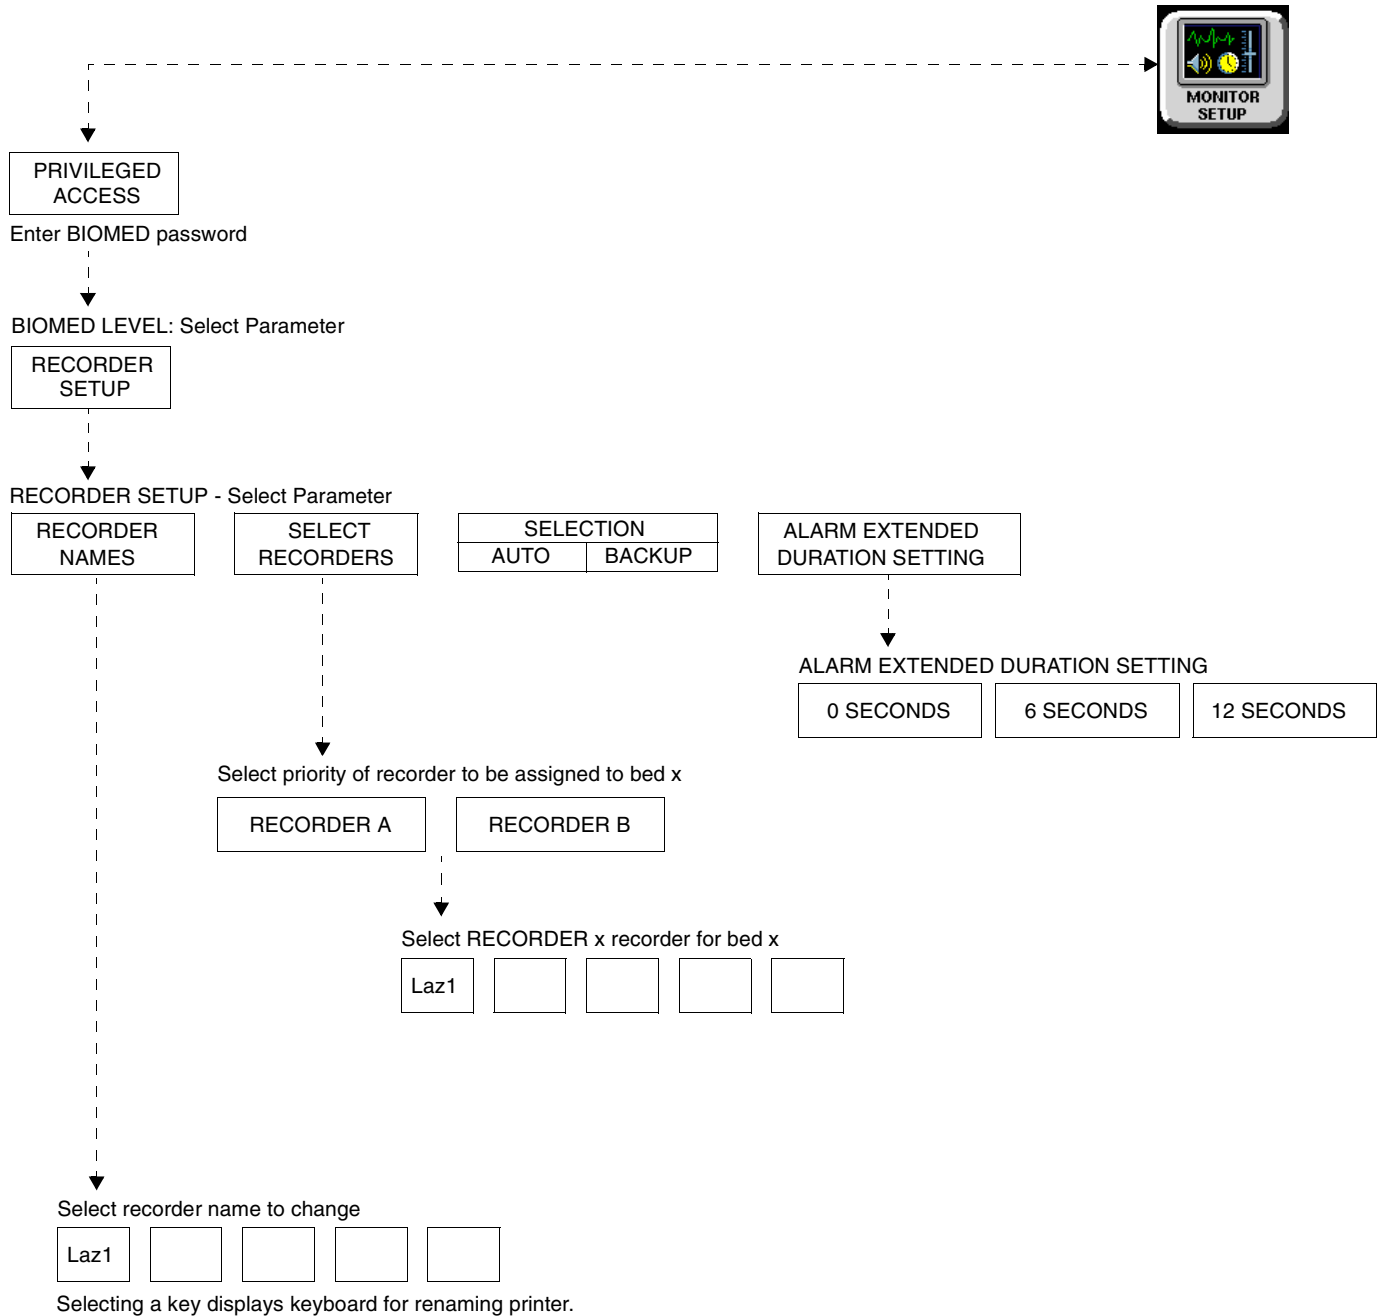 MONITOR
SETUP
PRIVILEGED
ACCESS
Enter BIOMED password
BIOMED LEVEL: Select Parameter
RECORDER
SETUP
RECORDER SETUP - Select Parameter
RECORDER
NAMES
SELECT
RECORDERS
SELECTION
AUTO
BACKUP
ALARM EXTENDED
DURATION SETTING
ALARM EXTENDED DURATION SETTING
0 SECONDS
6 SECONDS
12 SECONDS
Select priority of recorder to be assigned to bed x
RECORDER A
RECORDER B
Select RECORDER x recorder for bed x
Laz1
Select recorder name to change
Laz1
Selecting a key displays keyboard for renaming printer.